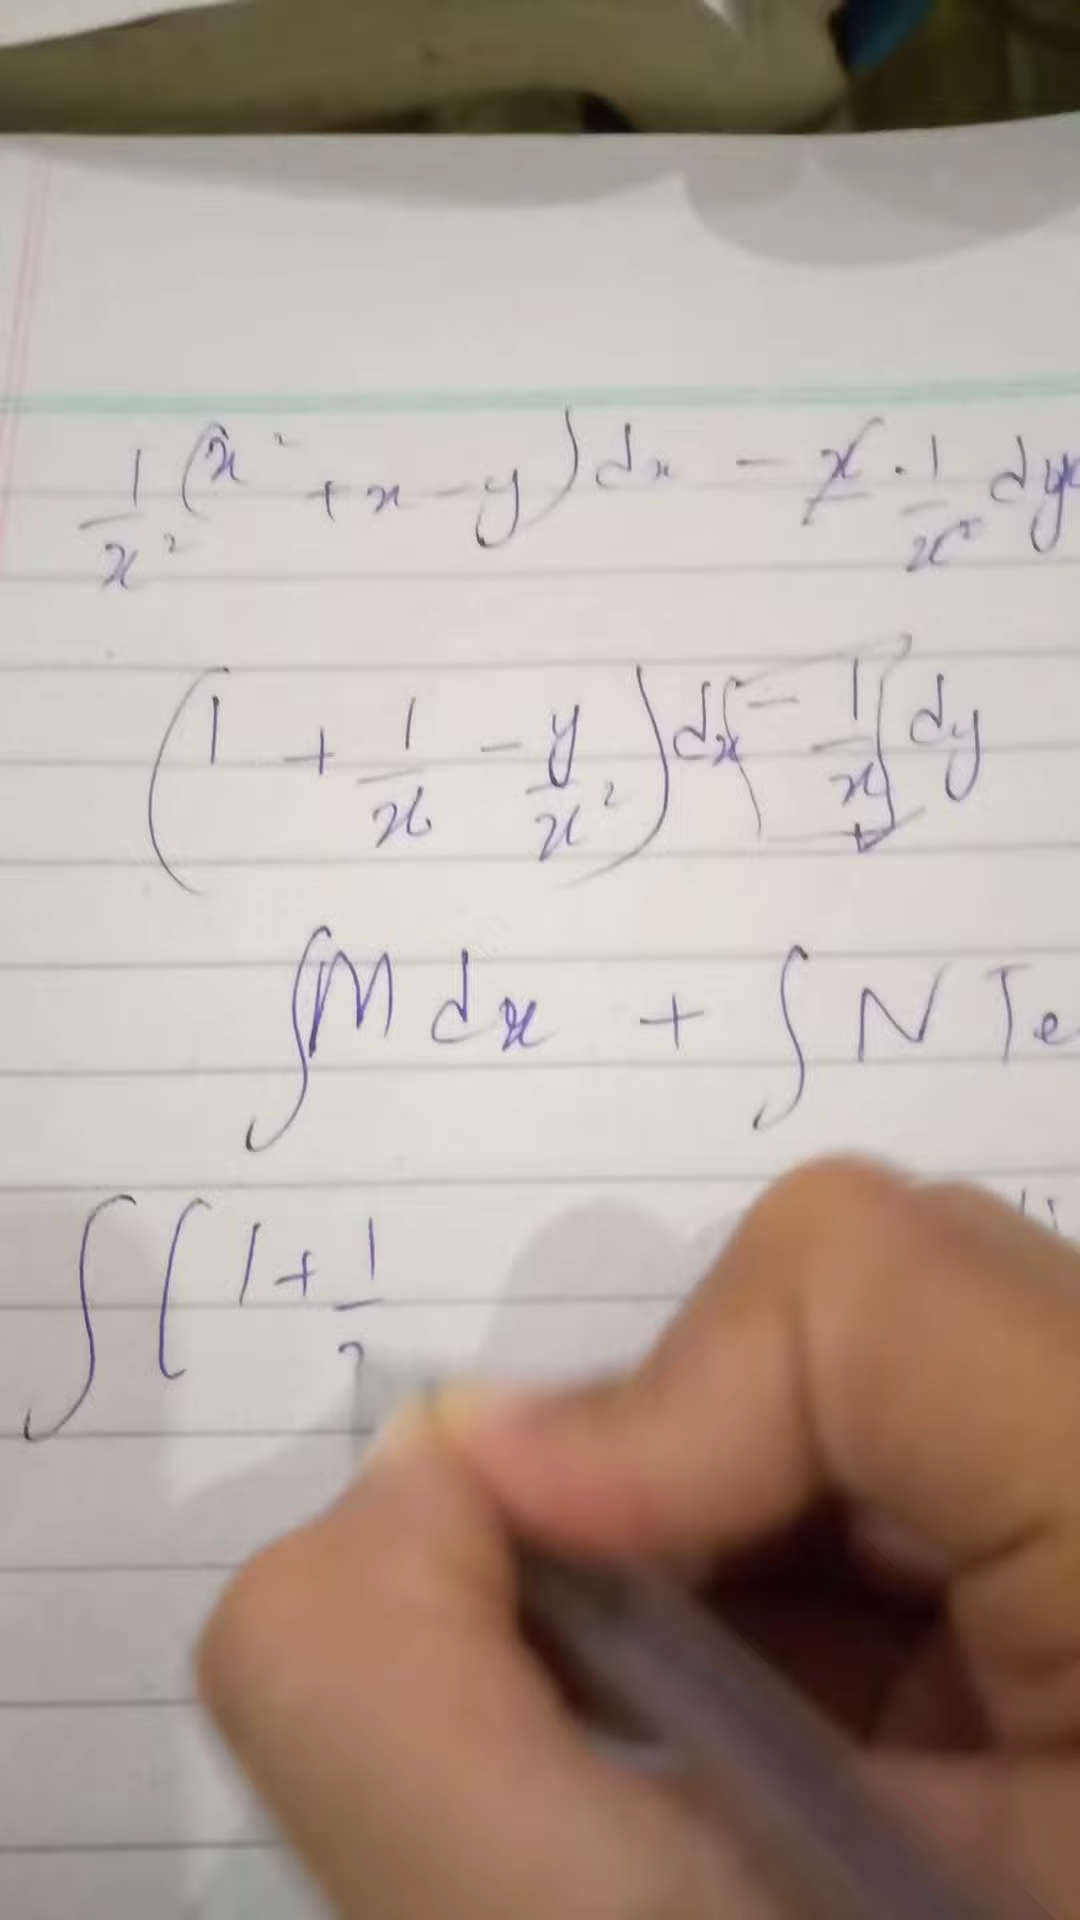 1/x² (x² + x - y) dx - x · 1/x² dy
(1 + 1/x - y/x²) dx - 1/x dy
∫ M dx + ∫ N Te
∫ ( 1 + 1/